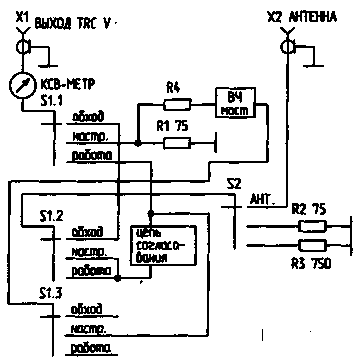 X1
ВЫХОД TRC V
X2 АНТЕННА
КСВ-МЕТР
S1.1
R4
ВЧ
мост
обход
настр.
R1 75
работа
S2
АНТ.
S1.2
обход
настр.
работа
цепь
согласо-
вания
R2 75
R3 750
S1.3
обход
настр.
работа